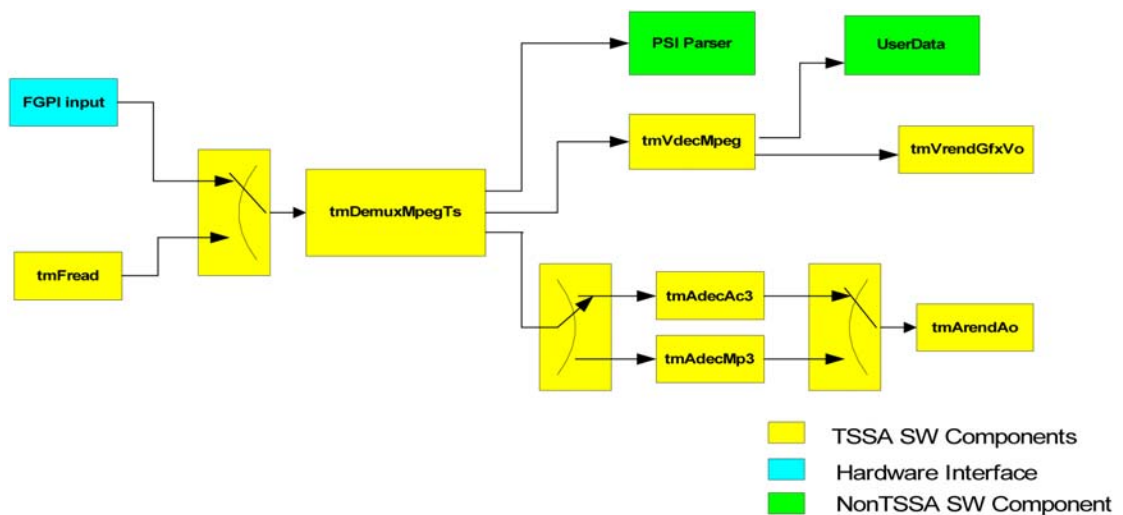 PSI Parser
UserData
FGPI input
tmVdecMpeg
tmVrendGfxVo
tmDemuxMpegTs
tmFread
tmAdecAc3
tmArendAo
tmAdecMp3
TSSA SW Components
Hardware Interface
NonTSSA SW Component